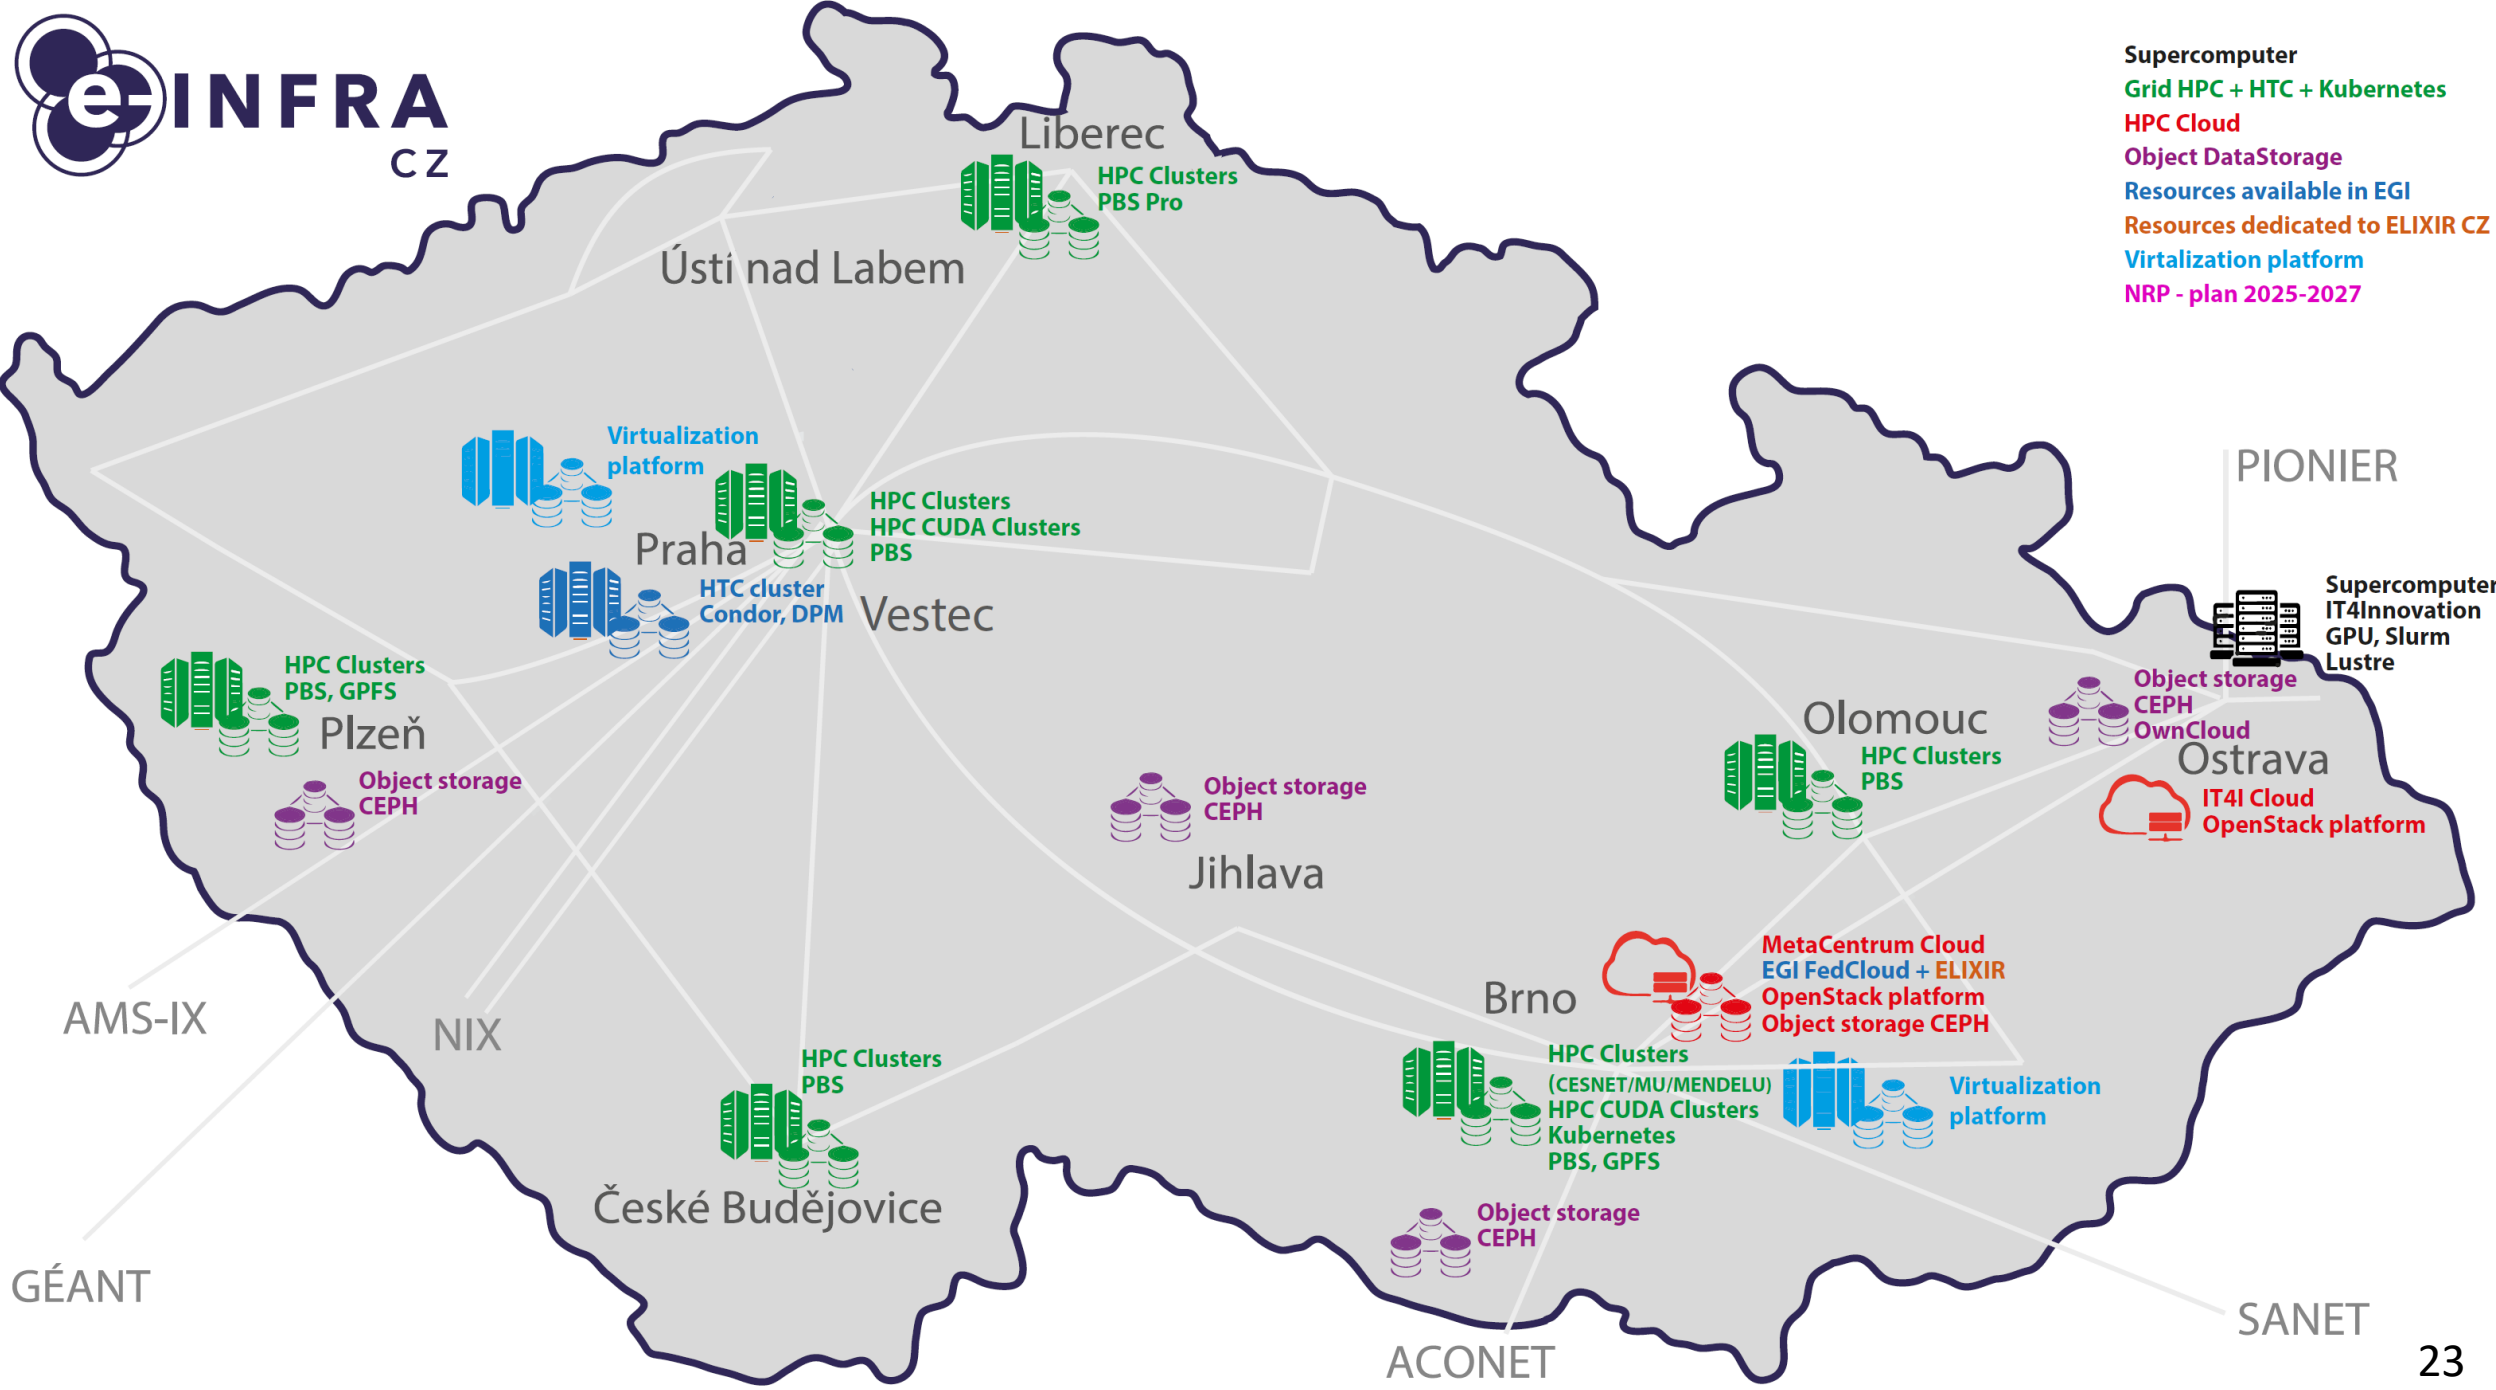 e-INFRA
CZ
Supercomputer
Grid HPC + HTC + Kubernetes
HPC Cloud
Object DataStorage
Resources available in EGI
Resources dedicated to ELIXIR CZ
Virtalization platform
NRP - plan 2025-2027
Liberec
HPC Clusters
PBS Pro
Ústí nad Labem
Virtualization
platform
HPC Clusters
HPC CUDA Clusters
PBS
Praha
HTC cluster
Condor, DPM
Vestec
HPC Clusters
PBS, GPFS
Plzeň
Object storage
CEPH
Object storage
CEPH
Jihlava
PIONIER
Supercomputer
IT4Innovation
GPU, Slurm
Lustre
Object storage
CEPH
OwnCloud
Ostrava
IT4I Cloud
OpenStack platform
Olomouc
HPC Clusters
PBS
MetaCentrum Cloud
EGI FedCloud + ELIXIR
OpenStack platform
Object storage CEPH
Brno
HPC Clusters
(CESNET/MU/MENDELU)
HPC CUDA Clusters
Kubernetes
PBS, GPFS
Virtualization
platform
Object storage
CEPH
AMS-IX
NIX
HPC Clusters
PBS
České Budějovice
GÉANT
ACONET
SANET
23